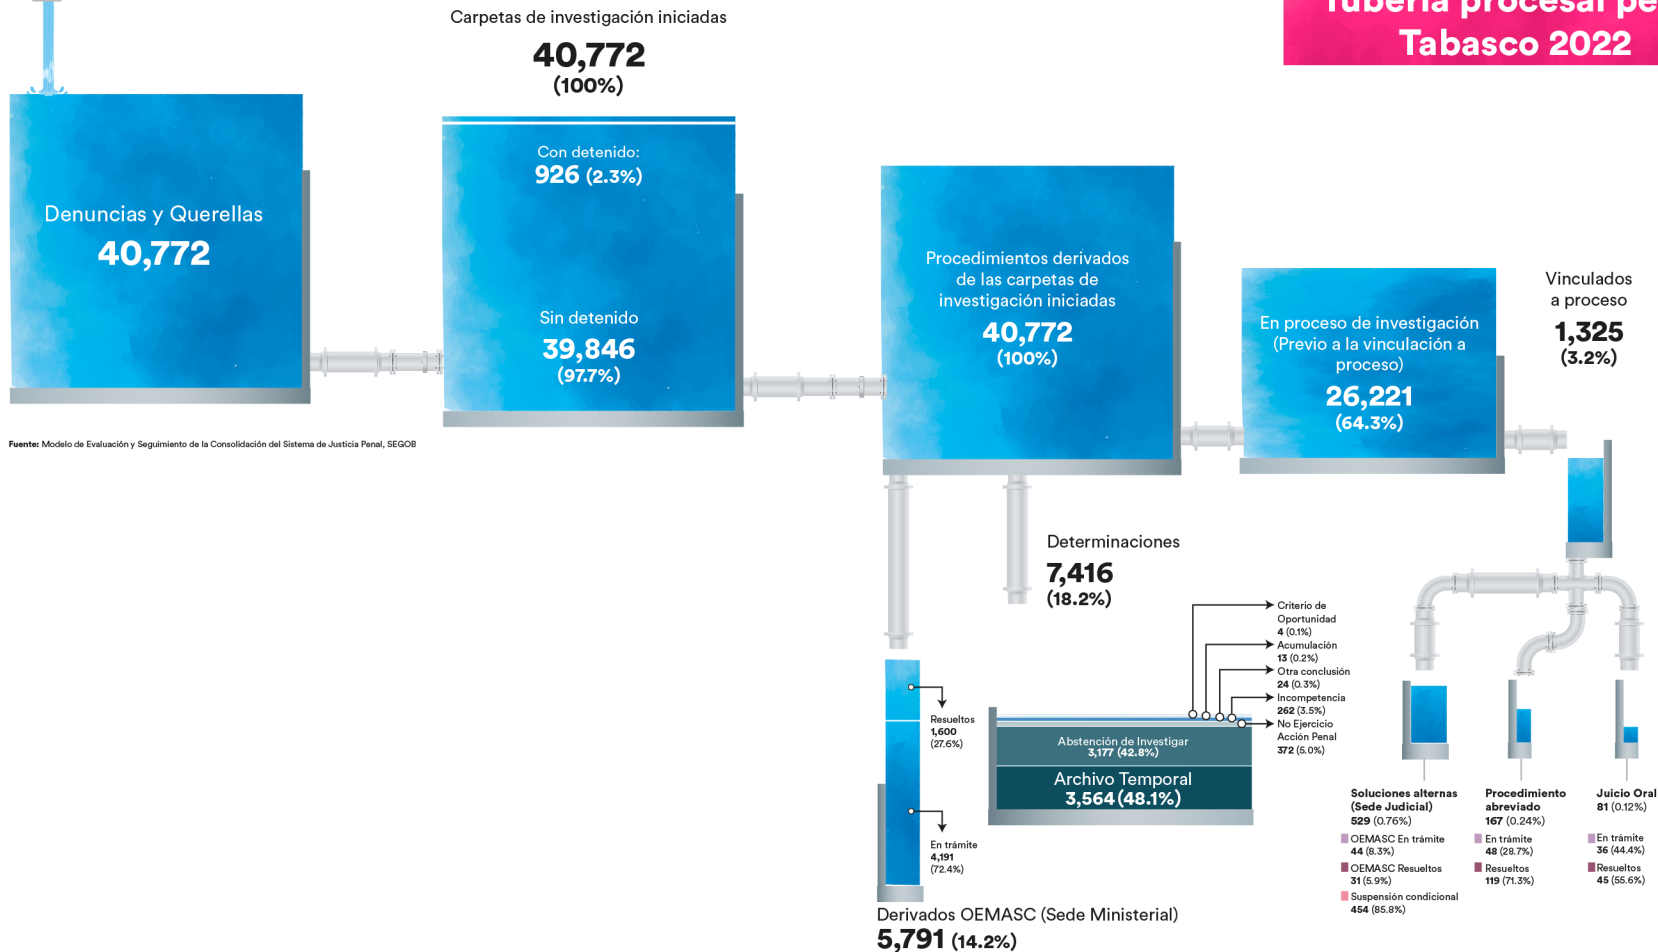 Tubería procesal
Tabasco 2022
Carpetas de investigación iniciadas
40,772
(100%)
Denuncias y Querellas
40,772
Con detenido:
926 (2.3%)
Sin detenido
39,846
(97.7%)
Procedimientos derivados
de las carpetas de
investigación iniciadas
40,772
(100%)
En proceso de investigación
(Previo a la vinculación a
proceso)
26,221
(64.3%)
Vinculados
a proceso
1,325
(3.2%)
Fuente: Modelo de Evaluación y Seguimiento de la Consolidación del Sistema de Justicia Penal, SEGOB
Determinaciones
7,416
(18.2%)
Criterio de
Oportunidad
4 (0.1%)
Acumulación
13 (0.2%)
Otra conclusión
24 (0.3%)
Incompetencia
262 (3.5%)
No Ejercicio
Acción Penal
372 (5.0%)
Abstención de Investigar
3,177 (42.8%)
Archivo Temporal
3,564 (48.1%)
Resueltos
1,600
(27.6%)
En trámite
4,191
(72.4%)
Derivados OEMASC (Sede Ministerial)
5,791 (14.2%)
Soluciones alternas
(Sede Judicial)
529 (0.76%)
OEMASC En trámite
44 (8.3%)
OEMASC Resueltos
31 (5.9%)
Suspensión condicional
454 (85.8%)
Procedimiento
abreviado
167 (0.24%)
En trámite
48 (28.7%)
Resueltos
119 (71.3%)
Juicio Oral
81 (0.12%)
En trámite
36 (44.4%)
Resueltos
45 (55.6%)